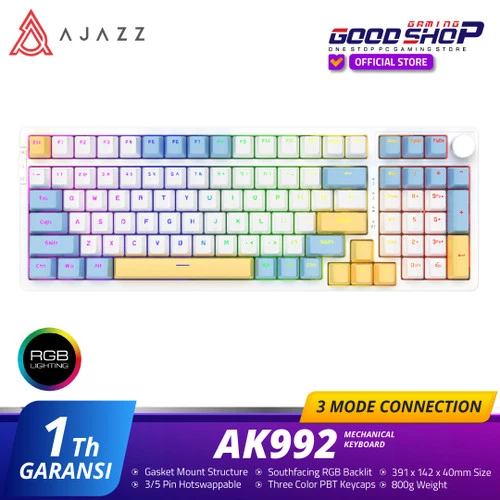 AJAZZ
GAMING
GOODSHOP
ONE STOP PC GAMING STORE
OFFICIAL STORE
RGB
LIGHTING
3 MODE CONNECTION
1 Th
GARANSI
AK992
MECHANICAL
KEYBOARD
• Gasket Mount Structure
• Southfacing RGB Backlit
• 391 x 142 x 40mm Size
• 3/5 Pin Hotswappable
• Three Color PBT Keycaps
• 800g Weight